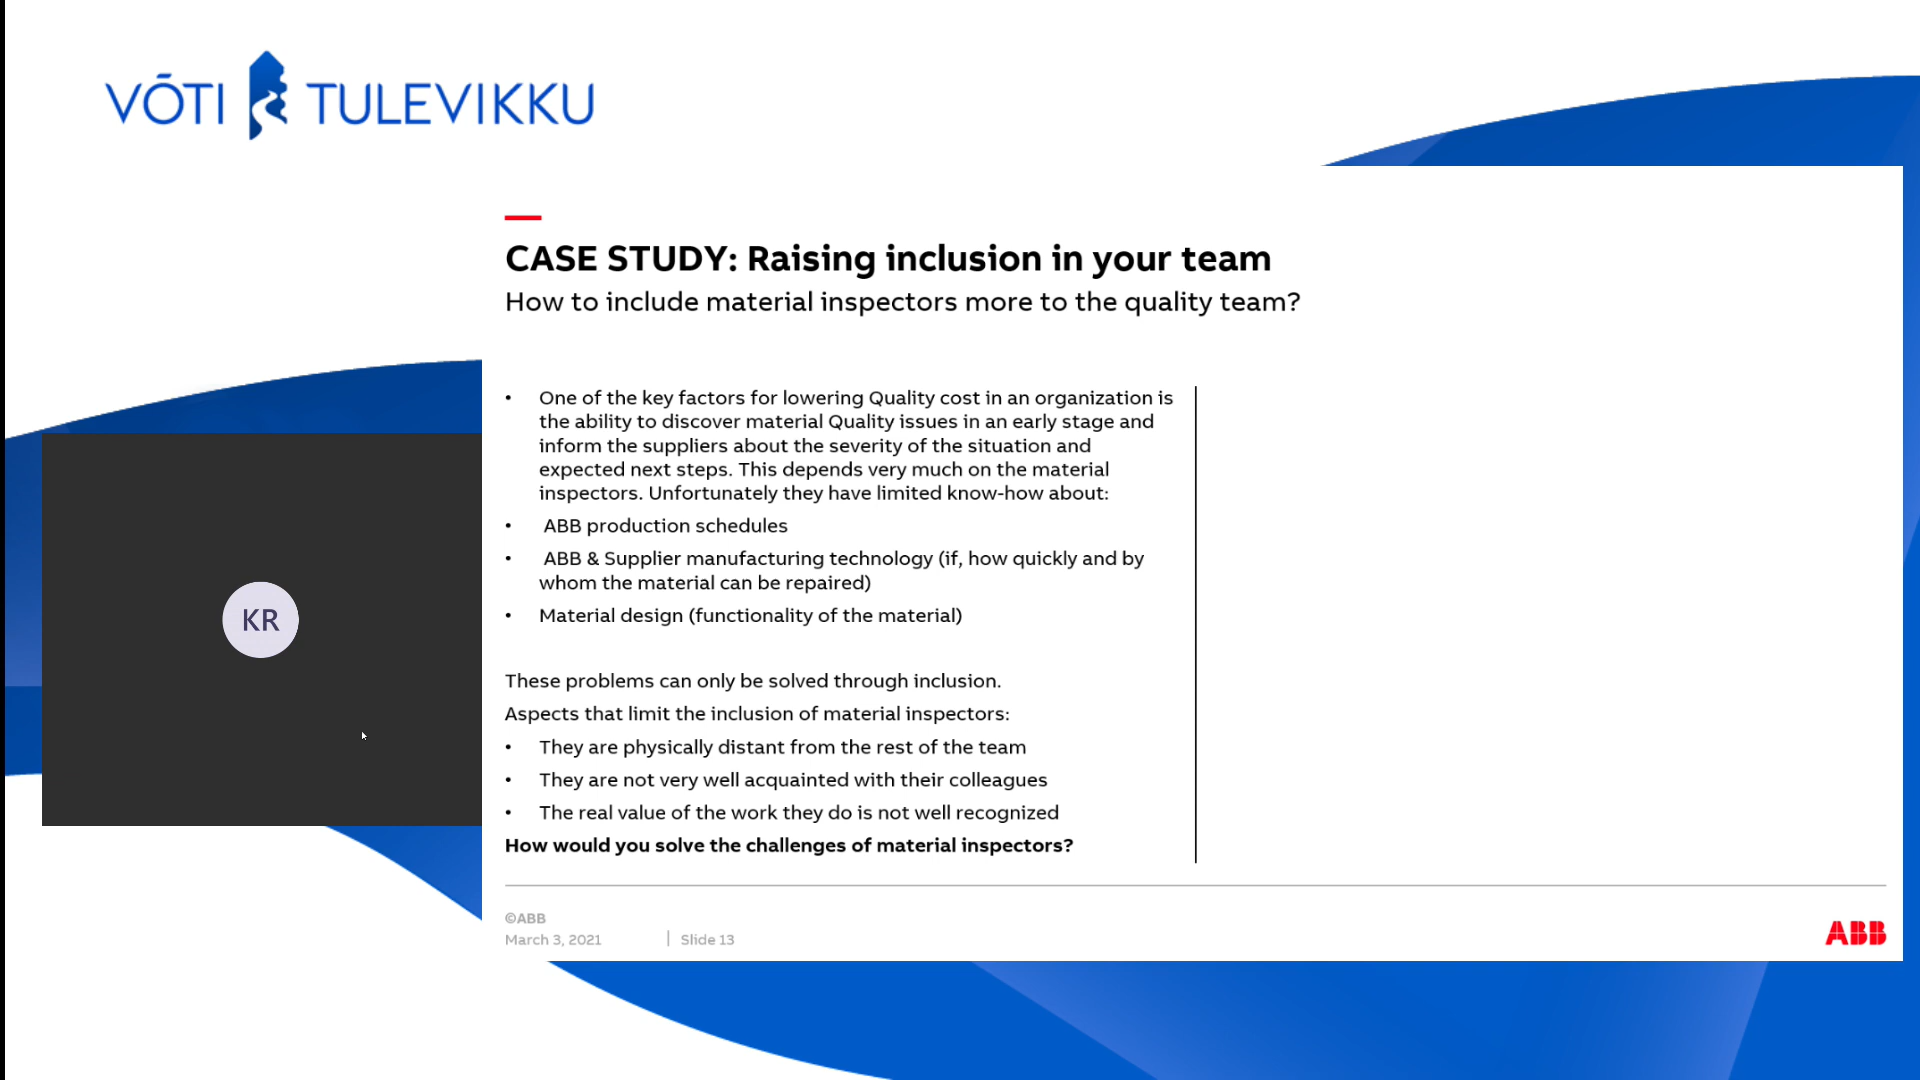 VÕTI TULEVIKKU
CASE STUDY: Raising inclusion in your team
How to include material inspectors more to the quality team?
• One of the key factors for lowering Quality cost in an organization is
the ability to discover material Quality issues in an early stage and
inform the suppliers about the severity of the situation and
expected next steps. This depends very much on the material
inspectors. Unfortunately they have limited know-how about:
• ABB production schedules
• ABB & Supplier manufacturing technology (if, how quickly and by
whom the material can be repaired)
• Material design (functionality of the material)
These problems can only be solved through inclusion.
Aspects that limit the inclusion of material inspectors:
• They are physically distant from the rest of the team
• They are not very well acquainted with their colleagues
• The real value of the work they do is not well recognized
How would you solve the challenges of material inspectors?
KR
©ABB
March 3, 2021 | Slide 13
ABB